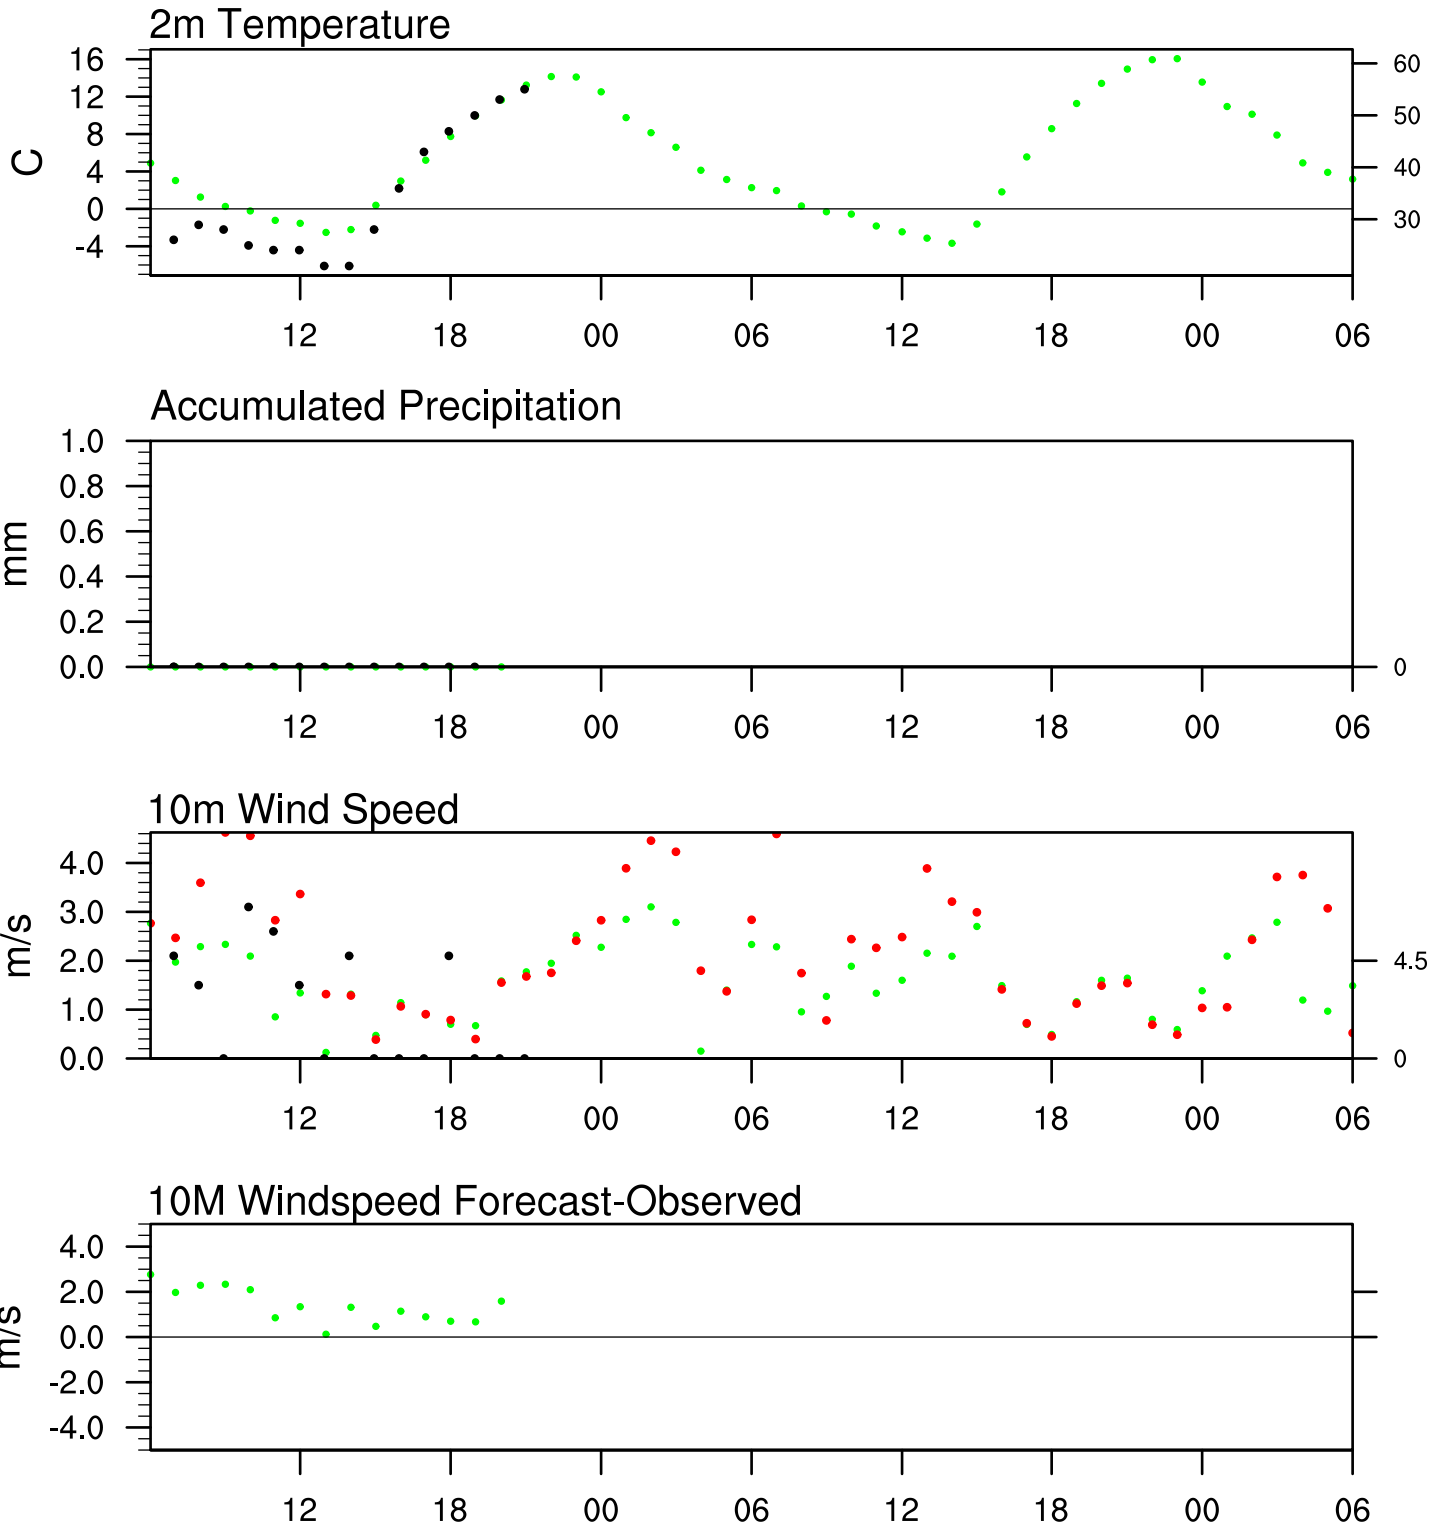 2m Temperature
16
12
8
4
0
-4
C
60
50
40
30
12 18 00 06 12 18 00 06
Accumulated Precipitation
1.0
0.8
0.6
0.4
0.2
0.0
mm
0
12 18 00 06 12 18 00 06
10m Wind Speed
4.0
3.0
2.0
1.0
0.0
m/s
4.5
0
12 18 00 06 12 18 00 06
10M Windspeed Forecast-Observed
4.0
2.0
0.0
-2.0
-4.0
m/s
12 18 00 06 12 18 00 06